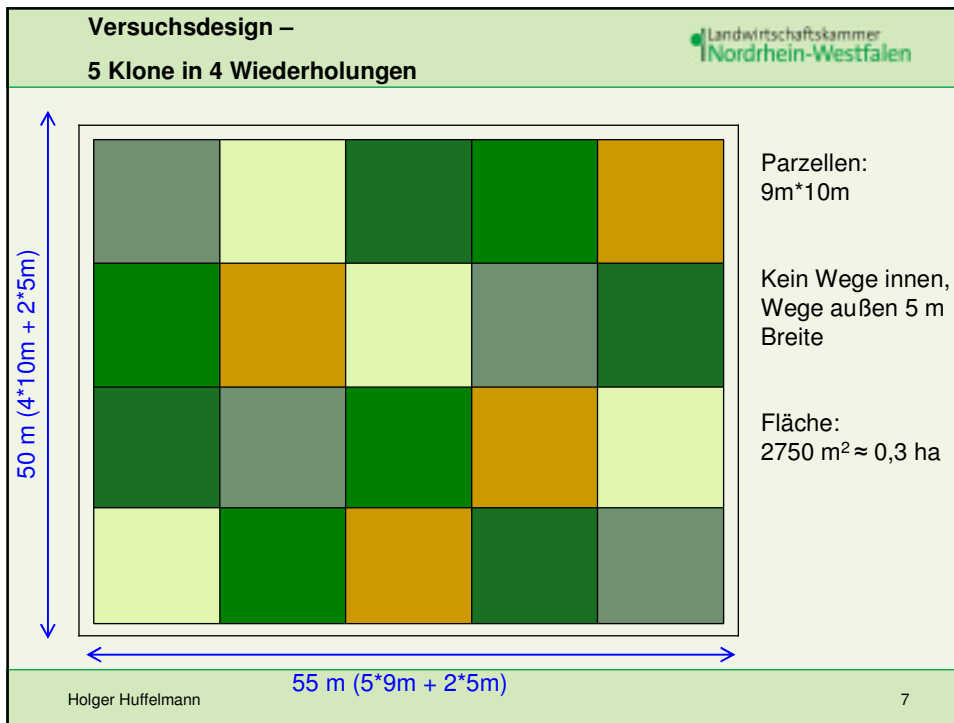 Versuchsdesign –
5 Klone in 4 Wiederholungen
Landwirtschaftskammer
Nordrhein-Westfalen
50 m (4*10m + 2*5m)
Parzellen:
9m*10m
Kein Wege innen,
Wege außen 5 m
Breite
Fläche:
2750 m² ≈ 0,3 ha
55 m (5*9m + 2*5m)
Holger Huffelmann
7